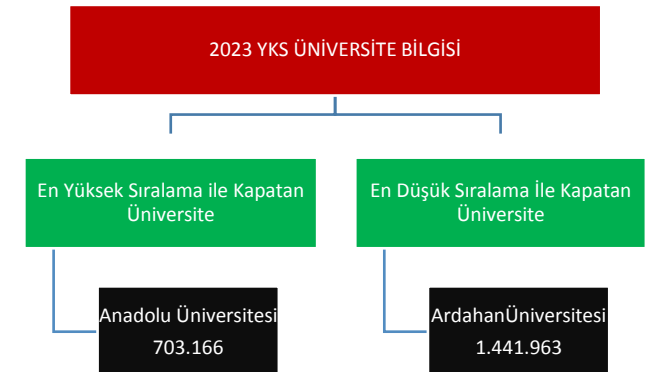 2023 YKS ÜNİVERSİTE BİLGİSİ
En Yüksek Sıralama ile Kapatan
Üniversite
En Düşük Sıralama İle Kapatan
Üniversite
Anadolu Üniversitesi
703.166
ArdahanÜniversitesi
1.441.963